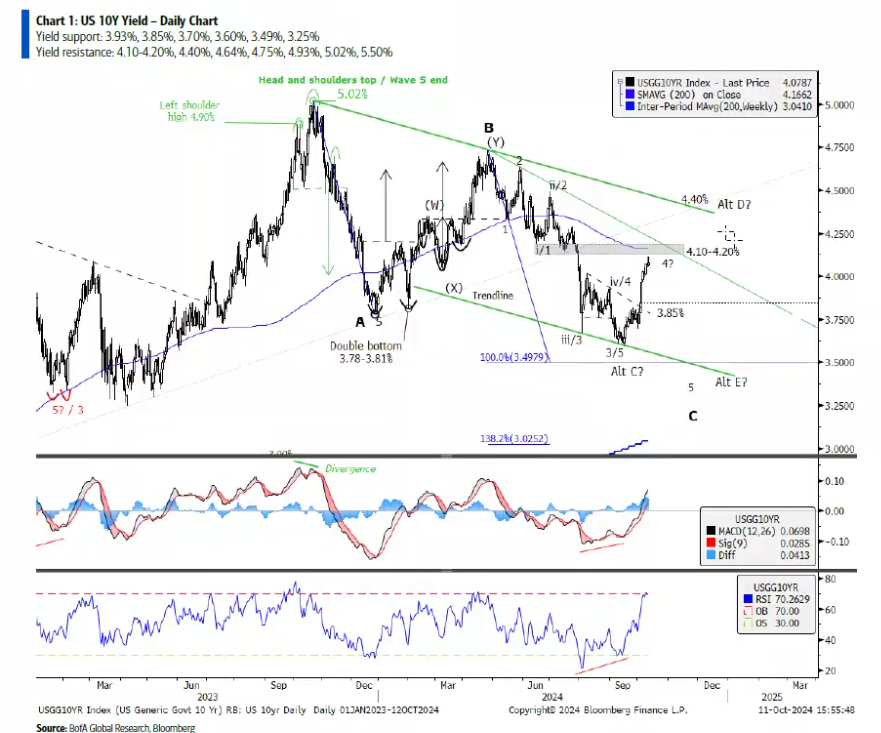 Chart 1: US 10Y Yield – Daily Chart
Yield support: 3.93%, 3.85%, 3.70%, 3.60%, 3.49%, 3.25%
Yield resistance: 4.10-4.20%, 4.40%, 4.64%, 4.75%, 4.93%, 5.02%, 5.50%
Head and shoulders top / Wave 5 end
5.02%
Left shoulder
high 4.90%
USGG10YR Index - Last Price 4.0787
SMAVG (200) on Close 4.1662
Inter-Period MAvg(200,Weekly) 3.0410
5.0000
4.7500
4.5000
4.2500
4.0000
3.7500
3.5000
3.2500
3.0000
B
(Y)
2
ii/2
(W)
1
i/1
4.40%
Alt D?
4.10-4.20%
4?
(X)
Trendline
iv/4
3.85%
A
5
Double bottom
3.78-3.81%
iii/3
3/5
100.0%(3.4979)
Alt C?
Alt E?
5
C
5? / 3
138.2%(3.0252)
Divergence
0.10
0.00
-0.10
USGG10YR
MACD(12,26) 0.0698
Sig(9) 0.0285
Diff 0.0413
80
60
40
20
USGG10YR
RSI 70.2629
OB 70.00
OS 30.00
Mar Jun Sep Dec Mar Jun Sep Dec Mar
2023 2024 2025
USGG10YR Index (US Generic Govt 10 Yr) RB: US 10yr Daily Daily 01JAN2023-12OCT2024 Copyright© 2024 Bloomberg Finance L.P. 11-Oct-2024 15:55:48
Source: BofA Global Research, Bloomberg